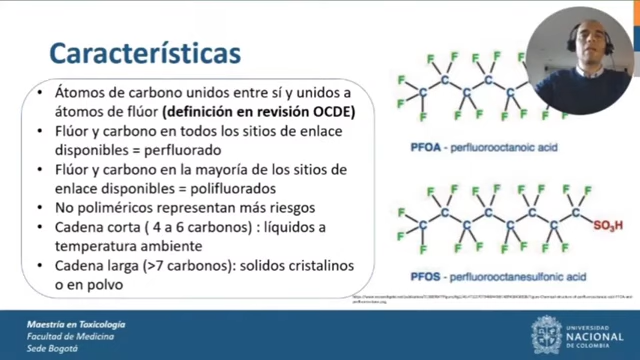 Características
• Átomos de carbono unidos entre sí y unidos a
átomos de flúor (definición en revisión OCDE)
• Flúor y carbono en todos los sitios de enlace
disponibles = perfluorado
• Flúor y carbono en la mayoría de los sitios de
enlace disponibles = polifluorados
• No poliméricos representan más riesgos
• Cadena corta ( 4 a 6 carbonos) : líquidos a
temperatura ambiente
• Cadena larga (>7 carbonos): solidos cristalinos
o en polvo
F F F F
F C C C C
F C C C
F F F F F F F
PFOA - perfluorooctanoic acid
F F F F F F F F
F C C C C
F C C C C SO₃H
F F F F F F F
PFOS - perfluorooctanesulfonic acid
Maestría en Toxicología
Facultad de Medicina
Sede Bogotá
UNIVERSIDAD
NACIONAL
DE COLOMBIA